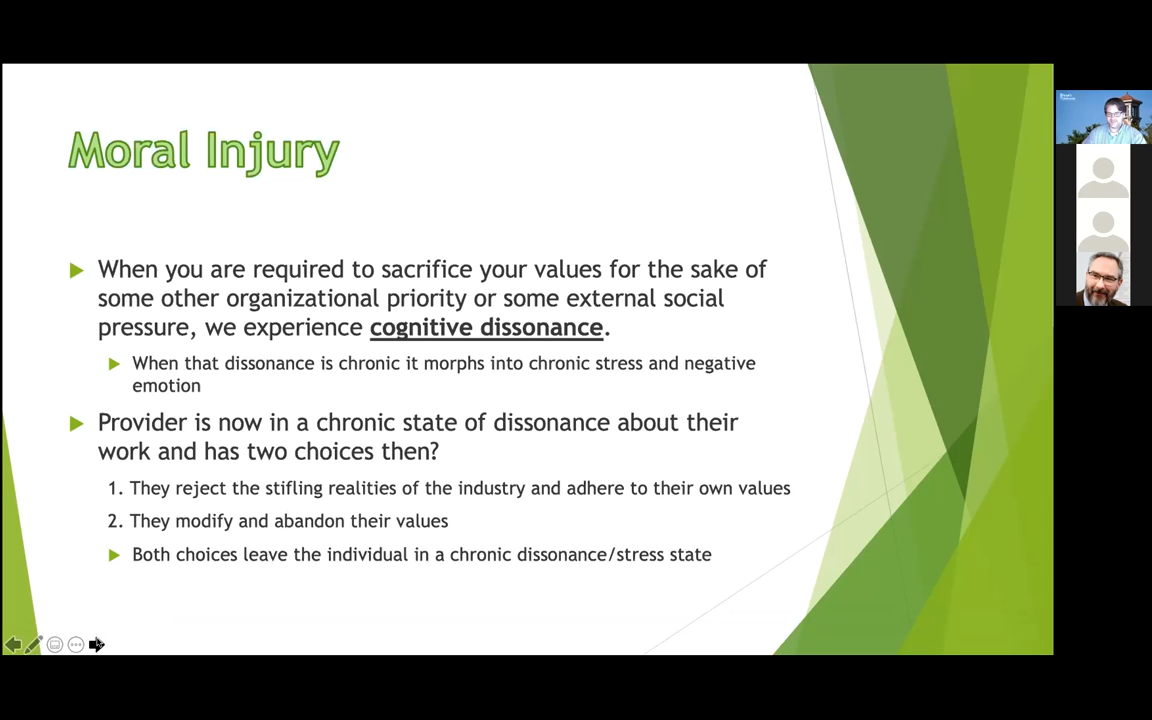 Moral Injury
When you are required to sacrifice your values for the sake of
some other organizational priority or some external social
pressure, we experience cognitive dissonance.
When that dissonance is chronic it morphs into chronic stress and negative
emotion
Provider is now in a chronic state of dissonance about their
work and has two choices then?
1. They reject the stifling realities of the industry and adhere to their own values
2. They modify and abandon their values
Both choices leave the individual in a chronic dissonance/stress state